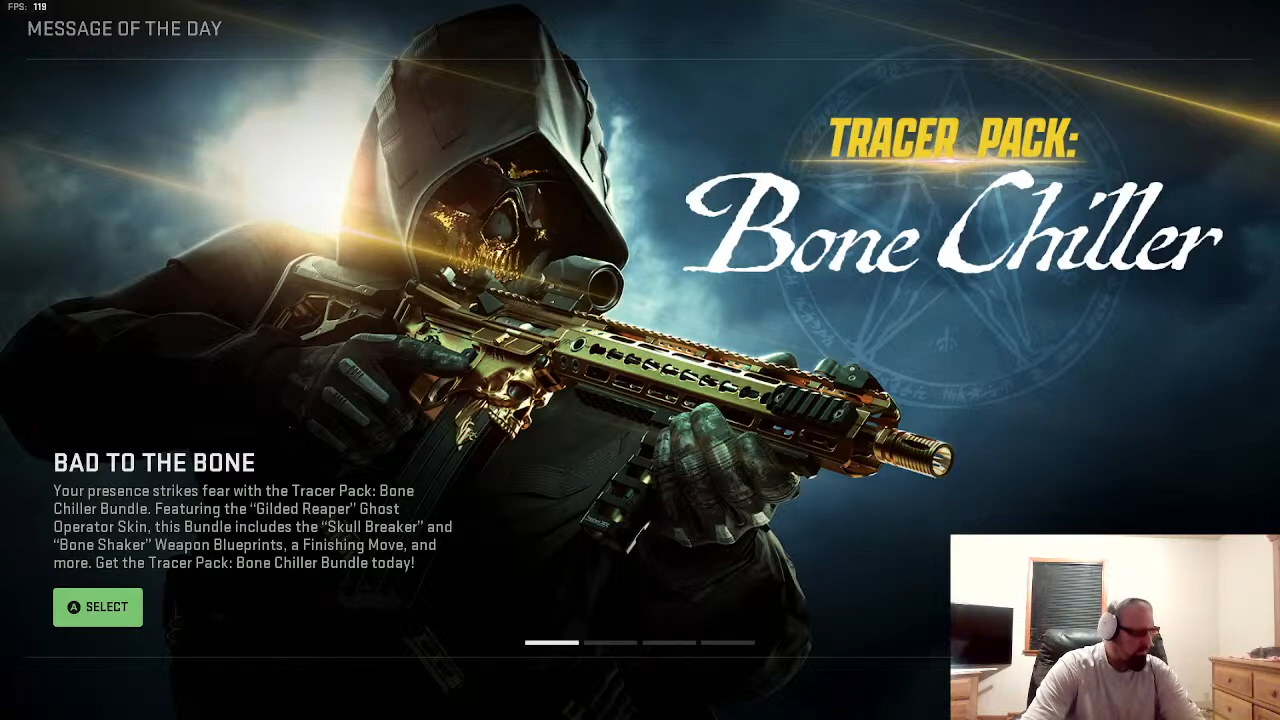 FPS: 119
MESSAGE OF THE DAY
TRACER PACK:
Bone Chiller
BAD TO THE BONE
Your presence strikes fear with the Tracer Pack: Bone
Chiller Bundle. Featuring the “Gilded Reaper” Ghost
Operator Skin, this Bundle includes the “Skull Breaker” and
“Bone Shaker” Weapon Blueprints, a Finishing Move, and
more. Get the Tracer Pack: Bone Chiller Bundle today!
A SELECT